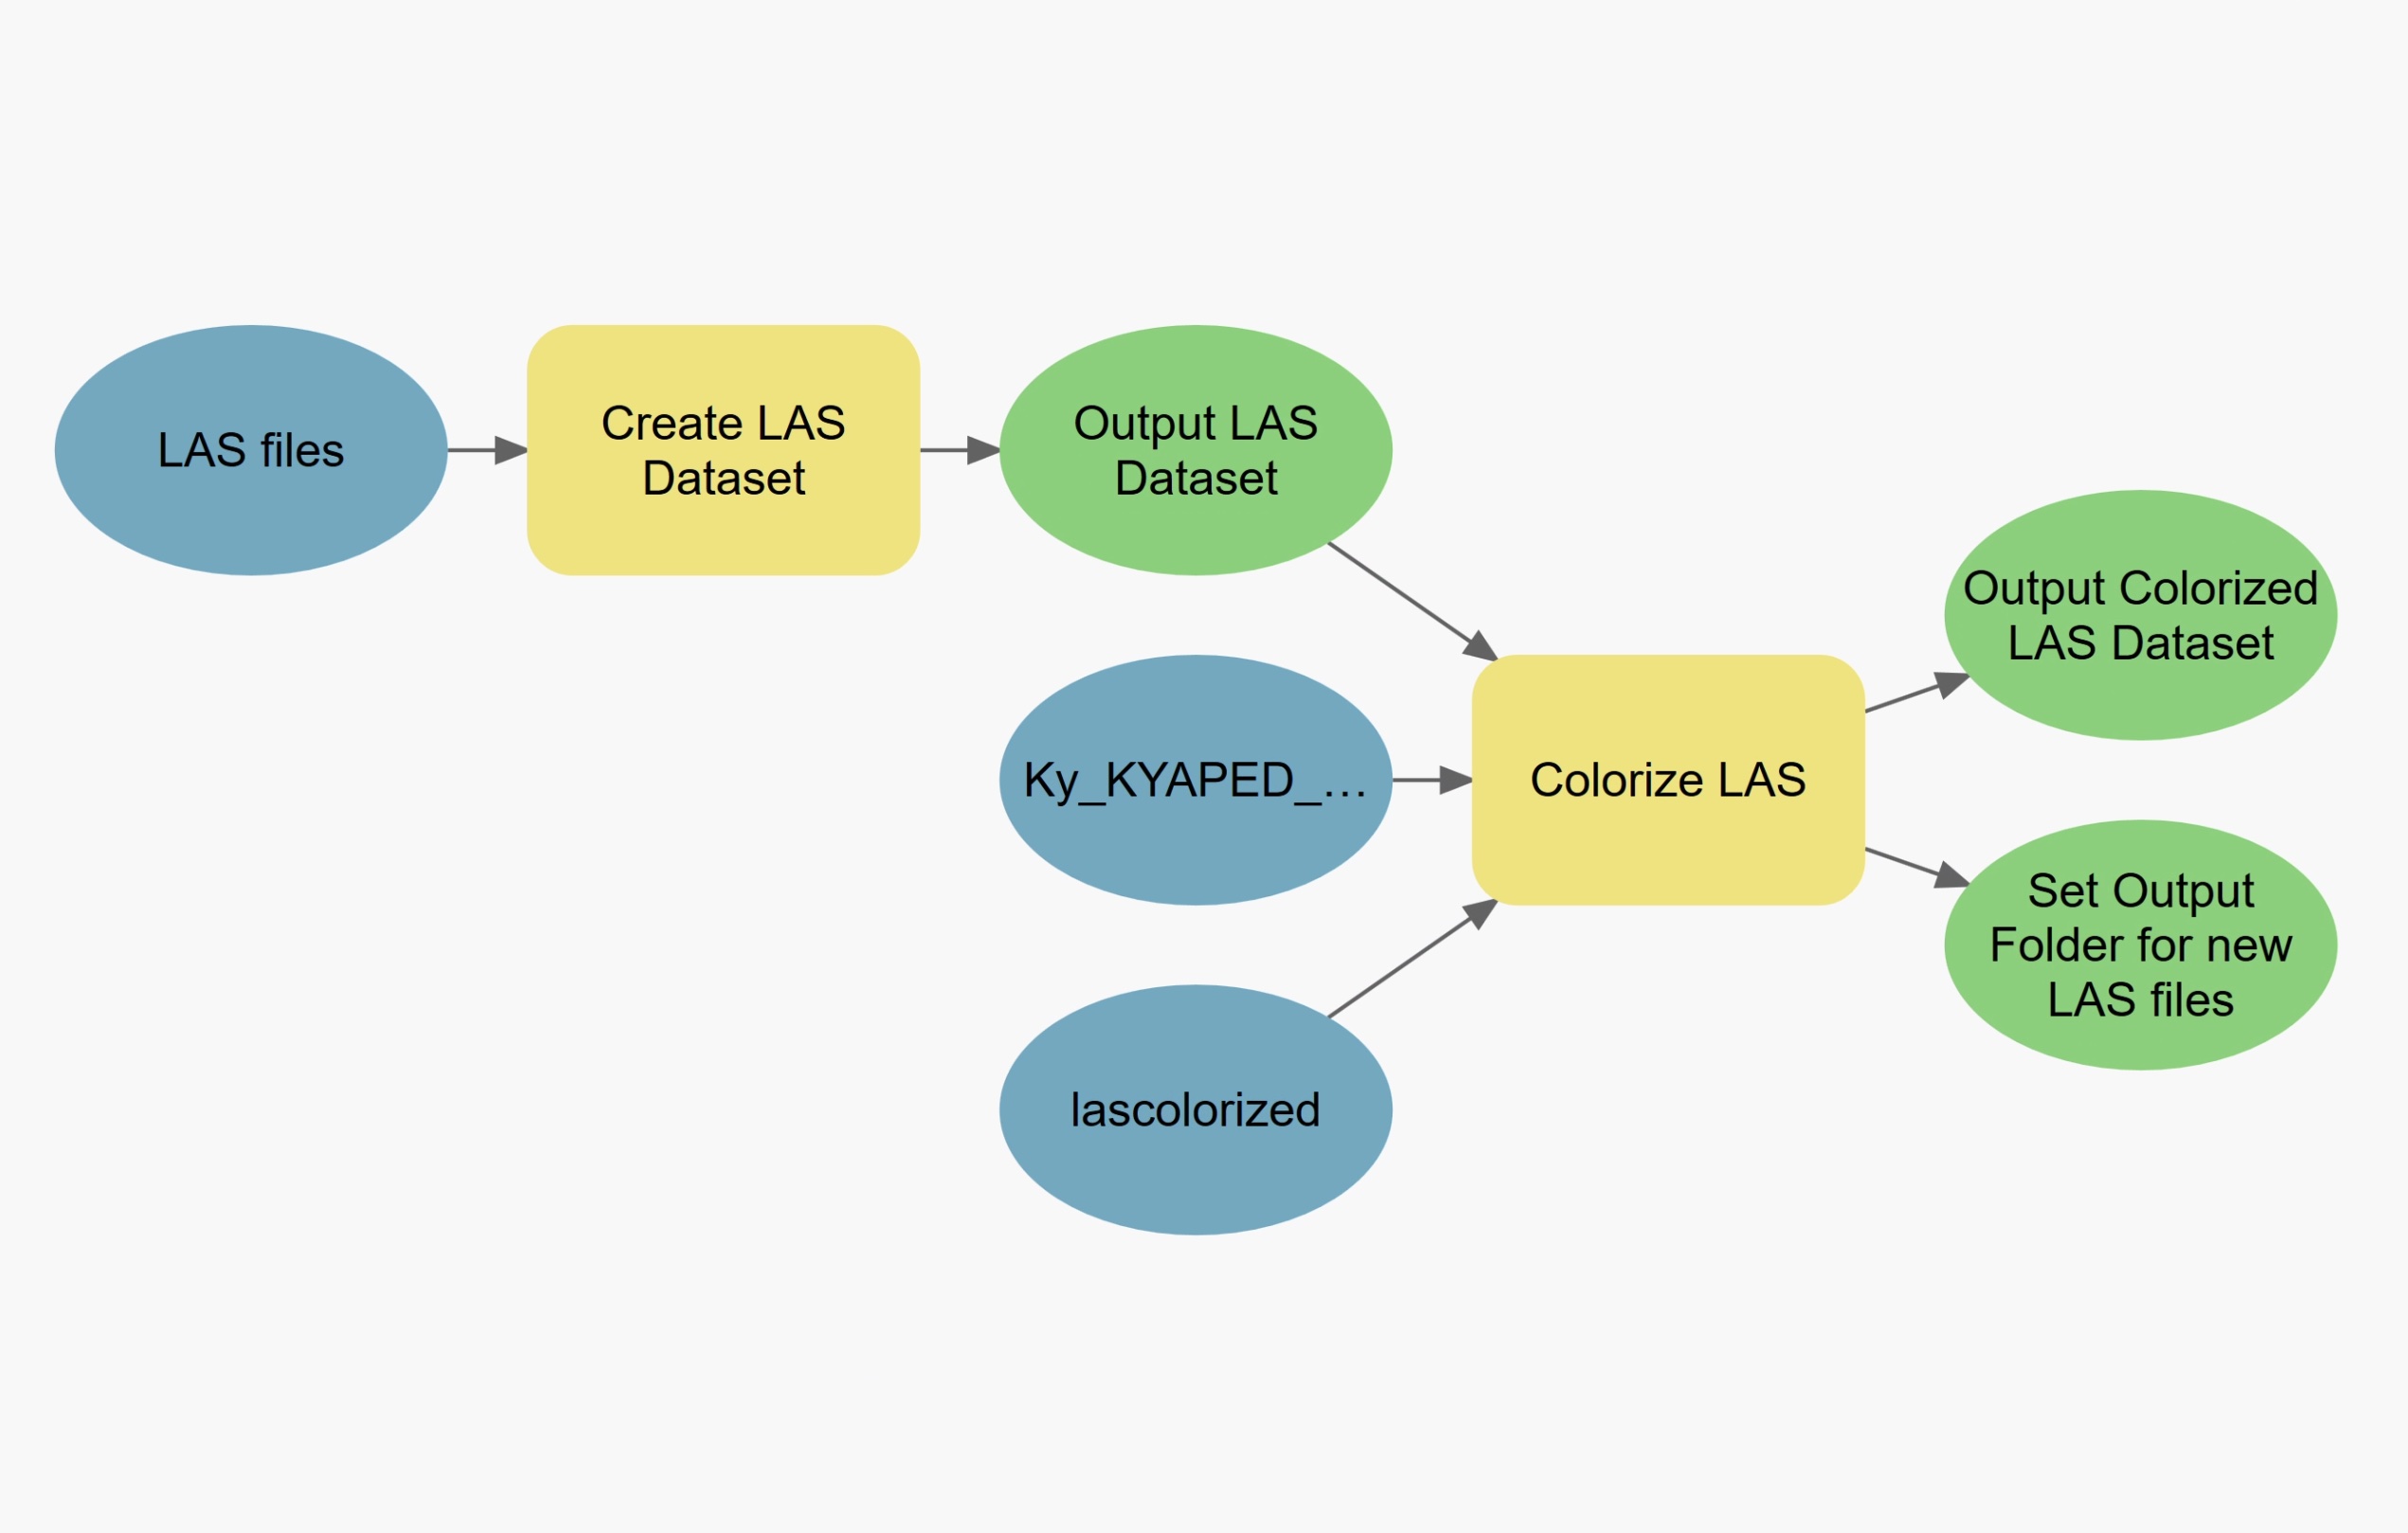 LAS files
Create LAS
Dataset
Output LAS
Dataset
Ky_KYAPED_...
lascolorized
Colorize LAS
Output Colorized
LAS Dataset
Set Output
Folder for new
LAS files